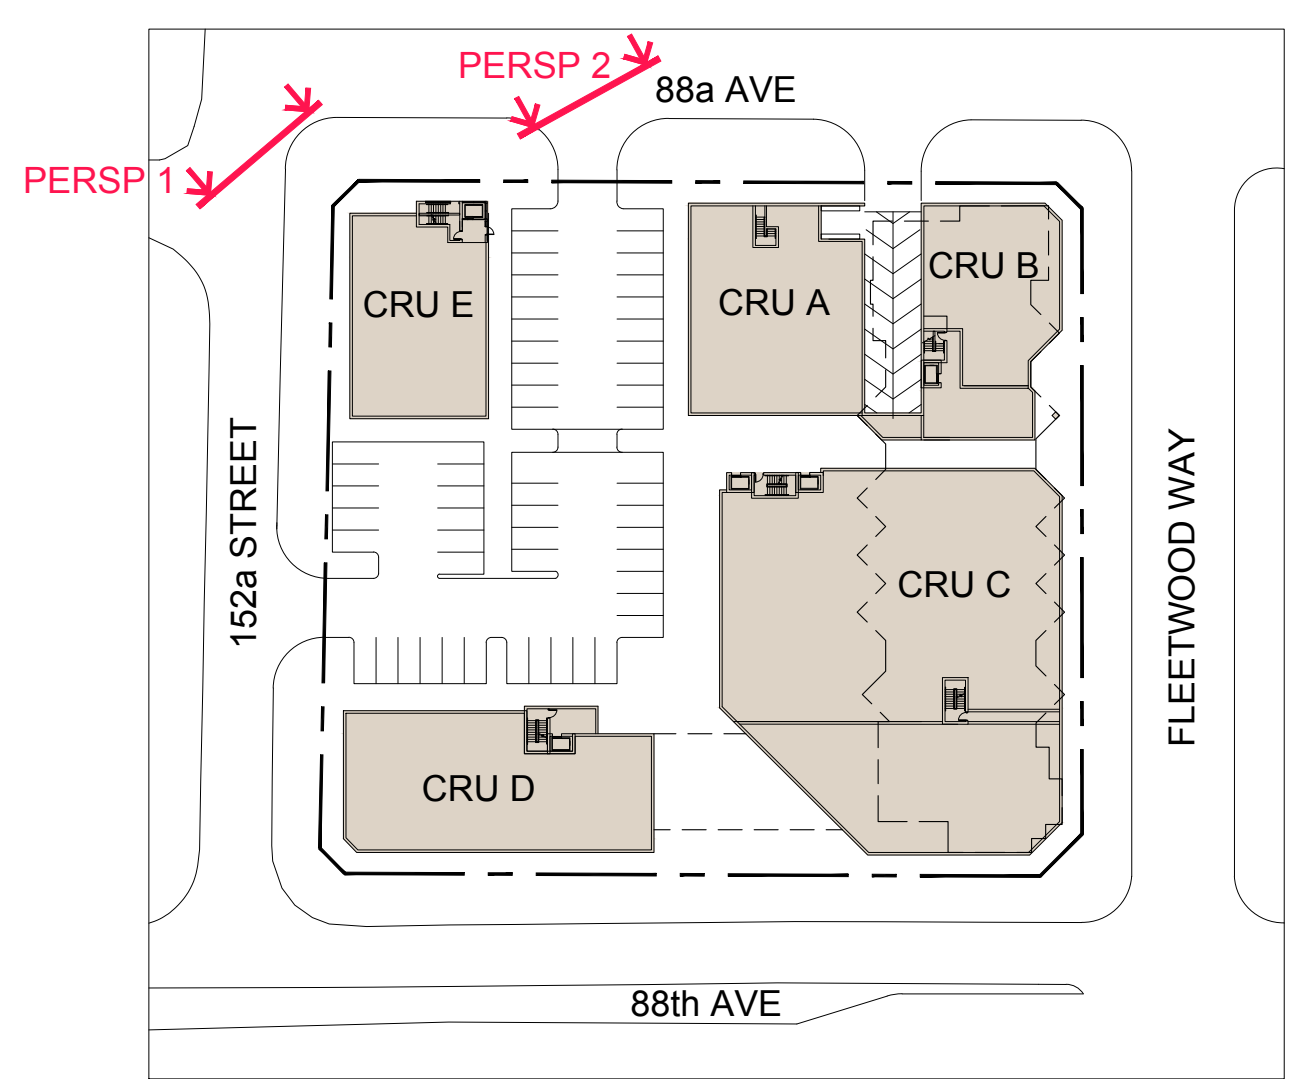 PERSP 2
88a AVE
PERSP 1
CRU B
CRU E
CRU A
152a STREET
FLEETWOOD WAY
CRU C
CRU D
88th AVE